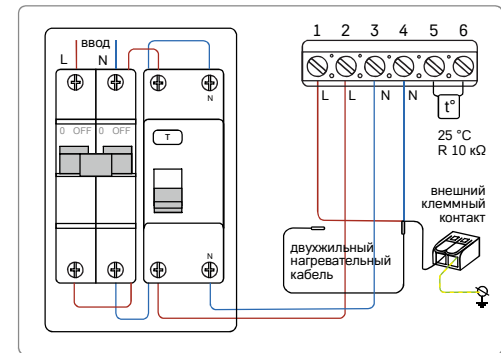 ввод
L N
N
0 OFF 0 OFF
T
N
1 2 3 4 5 6
L L N N
t°
25 °C
R 10 кΩ
внешний
клеммный
контакт
двухжильный
нагревательный
кабель